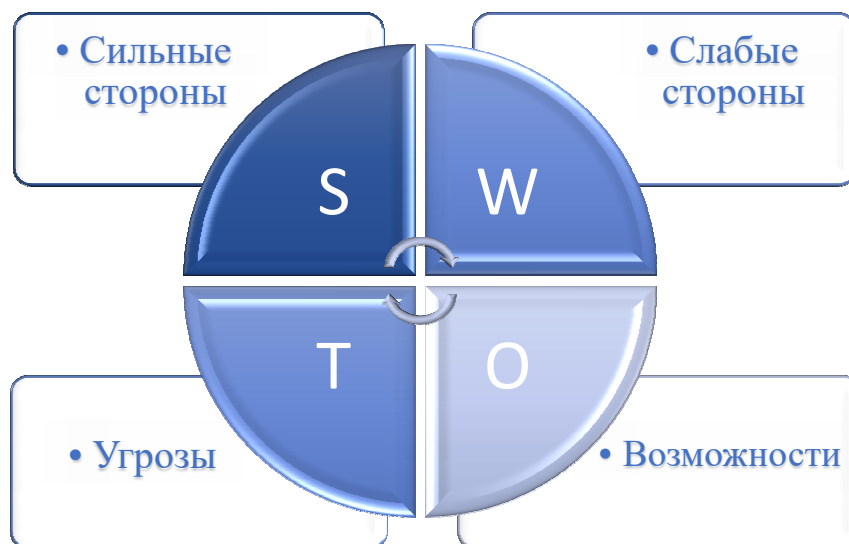 • Сильные
стороны
• Слабые
стороны
S
W
T
O
• Угрозы
• Возможности